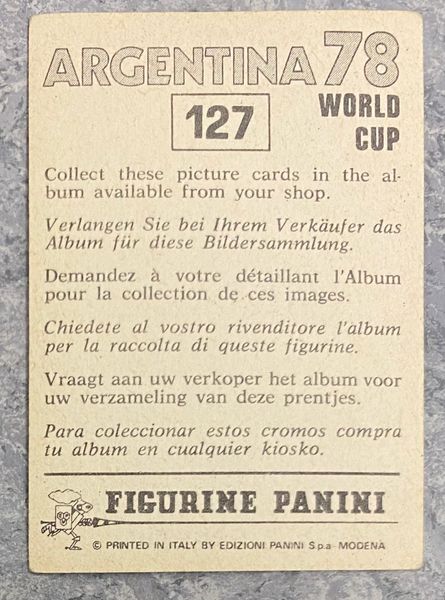 ARGENTINA 78
127
WORLD
CUP
Collect these picture cards in the al-
bum available from your shop.
Verlangen Sie bei Ihrem Verkäufer das
Album für diese Bildersammlung.
Demandez à votre détaillant l'Album
pour la collection de ces images.
Chiedete al vostro rivenditore l'album
per la raccolta di queste figurine.
Vraagt aan uw verkoper het album voor
uw verzameling van deze prentjes.
Para coleccionar estos cromos compra
tu album en cualquier kiosko.
FIGURINE PANINI
© PRINTED IN ITALY BY EDIZIONI PANINI S.p.a. MODENA